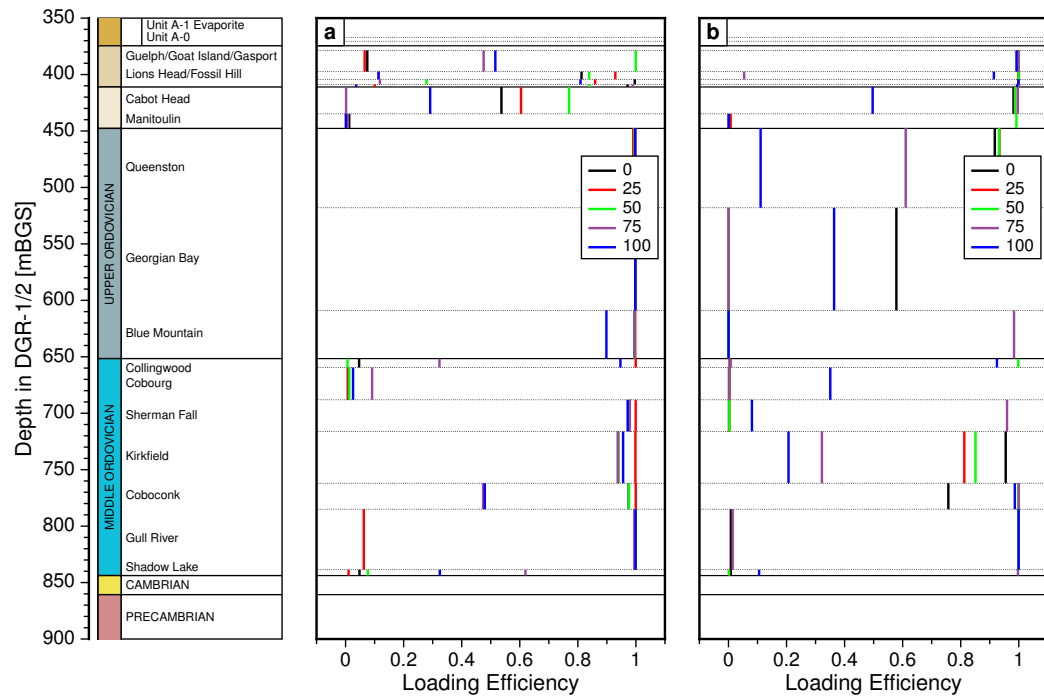 Depth in DGR-1/2 [mBGS]
350
400
450
500
550
600
650
700
750
800
850
900
UPPER ORDOVICIAN
MIDDLE ORDOVICIAN
Unit A-1 Evaporite
Unit A-0
Guelph/Goat Island/Gasport
Lions Head/Fossil Hill
Cabot Head
Manitoulin
Queenston
Georgian Bay
Blue Mountain
Collingwood
Cobourg
Sherman Fall
Kirkfield
Coboconk
Gull River
Shadow Lake
CAMBRIAN
PRECAMBRIAN
a
0
25
50
75
100
0 0.2 0.4 0.6 0.8 1
Loading Efficiency
b
0
25
50
75
100
0 0.2 0.4 0.6 0.8 1
Loading Efficiency